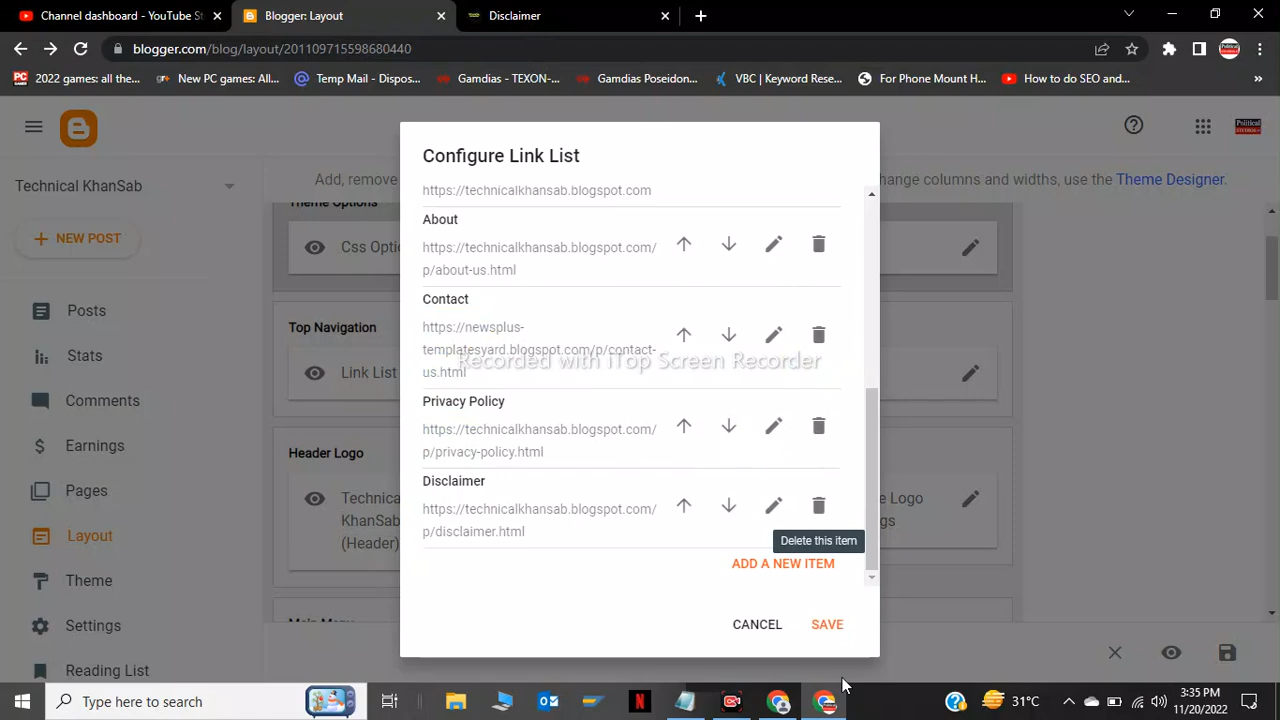 Channel dashboard - YouTube St
Blogger: Layout
Disclaimer
blogger.com/blog/layout/201109715598680440
2022 games: all the...
New PC games: All...
Temp Mail - Dispos...
Gamdias - TEXON-...
Gamdias Poseidon...
VBC | Keyword Rese...
For Phone Mount H...
How to do SEO and...
Technical KhanSab
Add, remove
change columns and widths, use the Theme Designer.
NEW POST
Posts
Stats
Comments
Earnings
Pages
Layout
Theme
Settings
Reading List
Theme Options
Css Optio
Top Navigation
Link List
Header Logo
Technica
KhanSab
(Header)
e Logo
gs
Main Menu
Configure Link List
https://technicalkhansab.blogspot.com
About
https://technicalkhansab.blogspot.com/
p/about-us.html
Contact
https://newsplus-
templatesyard.blogspot.com/p/contact-
us.html
Recorded with iTop Screen Recorder
Privacy Policy
https://technicalkhansab.blogspot.com/
p/privacy-policy.html
Disclaimer
https://technicalkhansab.blogspot.com/
p/disclaimer.html
Delete this item
ADD A NEW ITEM
CANCEL
SAVE
Type here to search
31°C
3:35 PM
11/20/2022